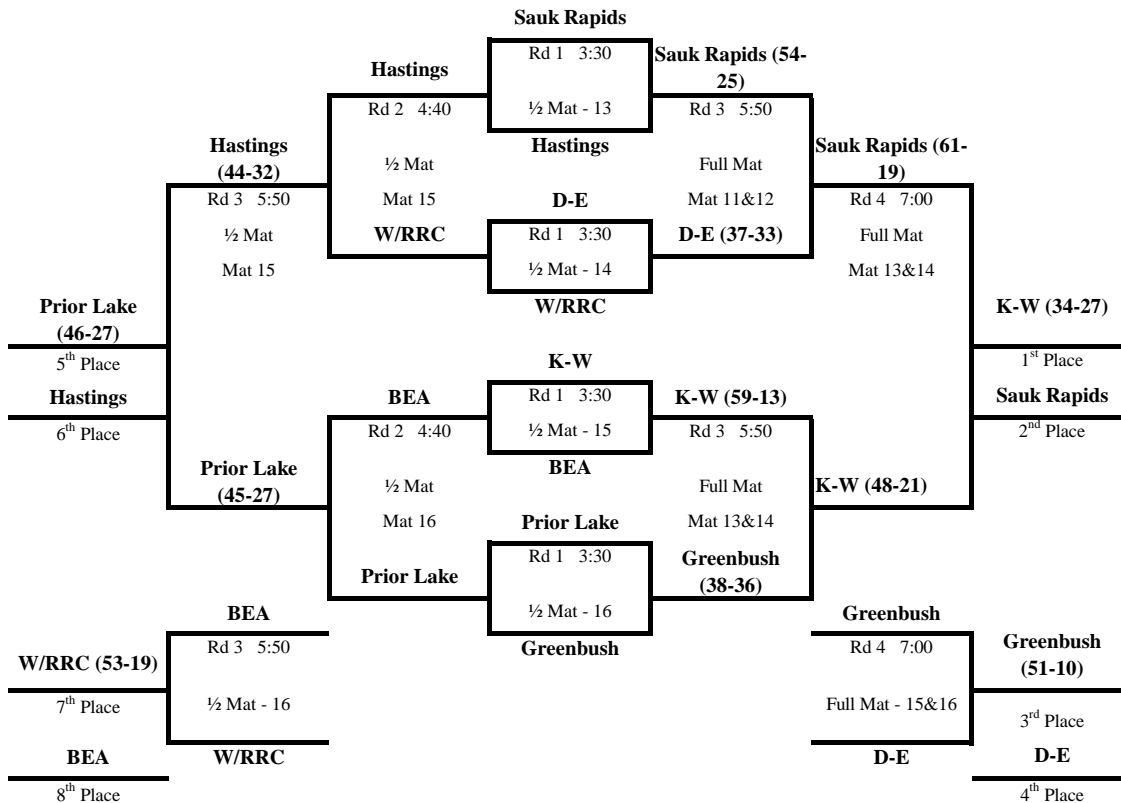 Sauk Rapids
Rd 1 3:30
½ Mat - 13
Hastings
Hastings
Rd 2 4:40
½ Mat
Mat 15
W/RRC
Sauk Rapids (54-
25)
Rd 3 5:50
Full Mat
Mat 11&12
D-E (37-33)
D-E
Rd 1 3:30
½ Mat - 14
W/RRC
Hastings
(44-32)
Rd 3 5:50
½ Mat
Mat 15
Sauk Rapids (61-
19)
Rd 4 7:00
Full Mat
Mat 13&14
Prior Lake
(46-27)
5th Place
Hastings
6th Place
K-W (34-27)
1st Place
Sauk Rapids
2nd Place
K-W
Rd 1 3:30
½ Mat - 15
BEA
BEA
Rd 2 4:40
½ Mat
Mat 16
Prior Lake
K-W (59-13)
Rd 3 5:50
Full Mat
Mat 13&14
Greenbush
(38-36)
Prior Lake
(45-27)
K-W (48-21)
Prior Lake
Rd 1 3:30
½ Mat - 16
Greenbush
BEA
Rd 3 5:50
½ Mat - 16
W/RRC
W/RRC (53-19)
7th Place
BEA
8th Place
Greenbush
Rd 4 7:00
Full Mat - 15&16
D-E
Greenbush
(51-10)
3rd Place
D-E
4th Place